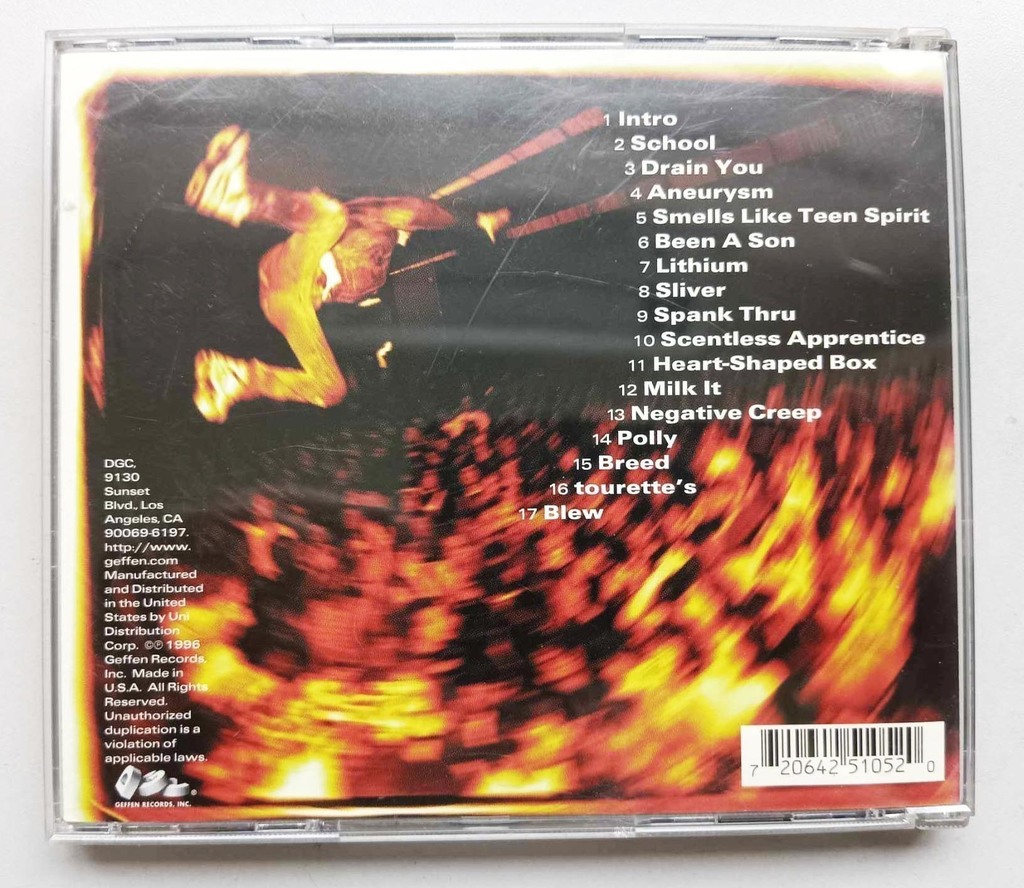 1 Intro
2 School
3 Drain You
4 Aneurysm
5 Smells Like Teen Spirit
6 Been A Son
7 Lithium
8 Sliver
9 Spank Thru
10 Scentless Apprentice
11 Heart-Shaped Box
12 Milk It
13 Negative Creep
14 Polly
15 Breed
16 tourette's
17 Blew
DGC,
9130
Sunset
Blvd., Los
Angeles, CA
90069-6197.
http://www.
geffen.com
Manufactured
and Distributed
in the United
States by Uni
Distribution
Corp. ©℗ 1996
Geffen Records,
Inc. Made in
U.S.A. All Rights
Reserved.
Unauthorized
duplication is a
violation of
applicable laws.
GEFFEN RECORDS, INC.
7 20642 51052 0